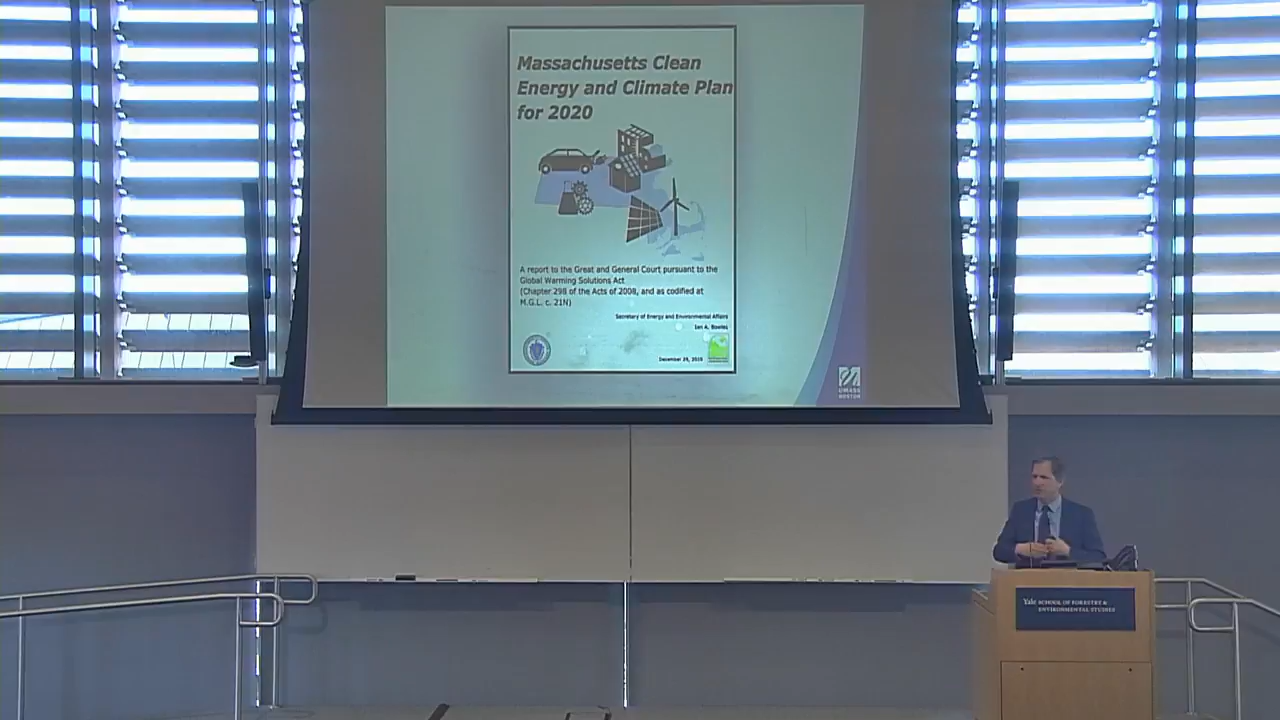 Massachusetts Clean
Energy and Climate Plan
for 2020
A report to the Great and General Court pursuant to the
Global Warming Solutions Act
(Chapter 298 of the Acts of 2008, and as codified at
M.G.L. c. 21N)
Secretary of Energy and Environmental Affairs
Ian A. Bowles
December 29, 2010
UMASS
BOSTON
Yale SCHOOL OF FORESTRY &
ENVIRONMENTAL STUDIES